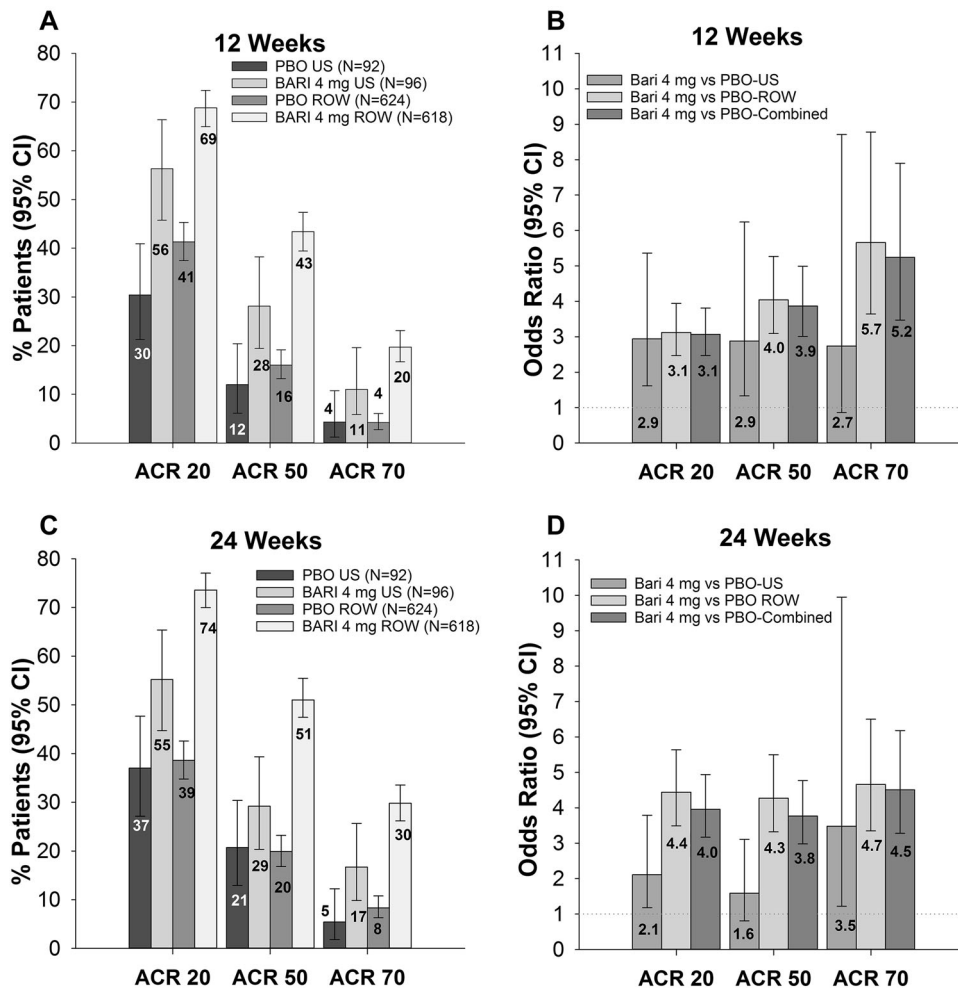 A
12 Weeks
% Patients (95% CI)
80
70
60
50
40
30
20
10
0
PBO US (N=92)
BARI 4 mg US (N=96)
PBO ROW (N=624)
BARI 4 mg ROW (N=618)
30
56
41
69
12
28
16
43
4
11
4
20
ACR 20
ACR 50
ACR 70
B
12 Weeks
Odds Ratio (95% CI)
11
10
9
8
7
6
5
4
3
2
1
0
Bari 4 mg vs PBO-US
Bari 4 mg vs PBO-ROW
Bari 4 mg vs PBO-Combined
2.9
3.1
3.1
2.9
4.0
3.9
2.7
5.7
5.2
ACR 20
ACR 50
ACR 70
C
24 Weeks
% Patients (95% CI)
80
70
60
50
40
30
20
10
0
PBO US (N=92)
BARI 4 mg US (N=96)
PBO ROW (N=624)
BARI 4 mg ROW (N=618)
37
55
39
74
21
29
20
51
5
17
8
30
ACR 20
ACR 50
ACR 70
D
24 Weeks
Odds Ratio (95% CI)
11
10
9
8
7
6
5
4
3
2
1
0
Bari 4 mg vs PBO-US
Bari 4 mg vs PBO ROW
Bari 4 mg vs PBO-Combined
2.1
4.4
4.0
1.6
4.3
3.8
3.5
4.7
4.5
ACR 20
ACR 50
ACR 70